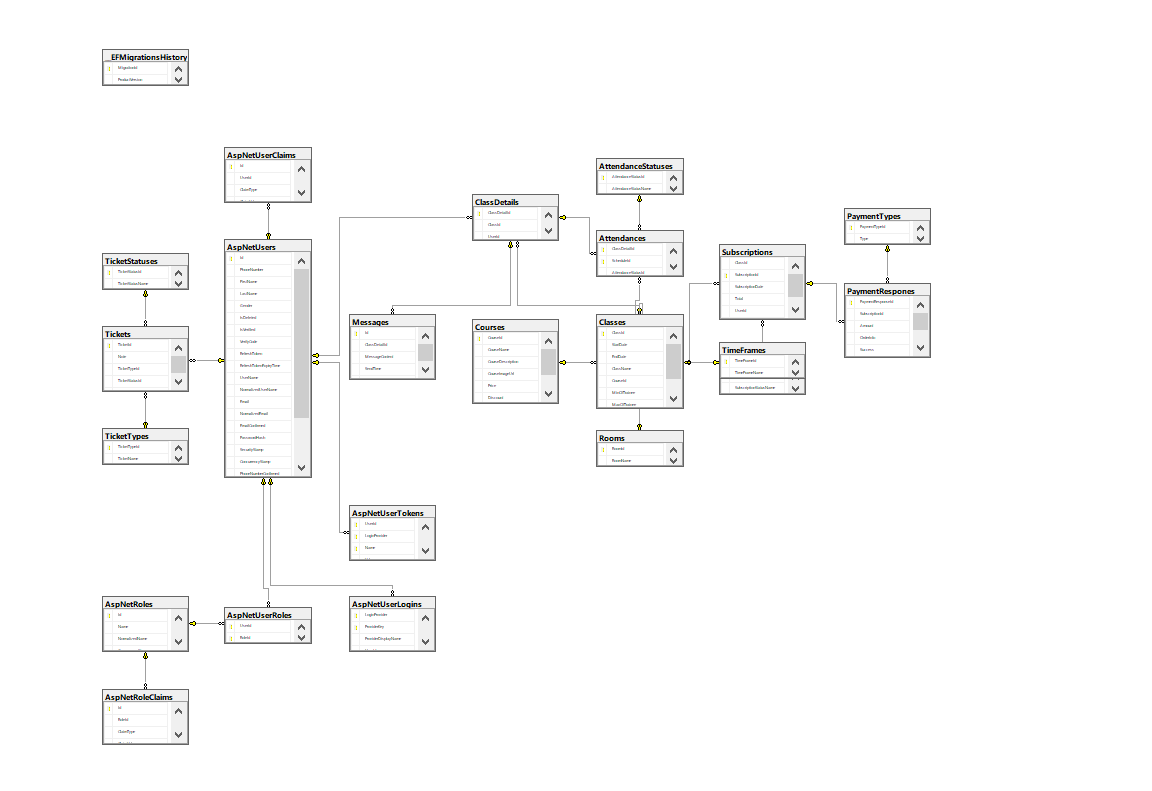 __EFMigrationsHistory
MigrationId
ProductVersion
AspNetUserClaims
Id
UserId
ClaimType
AspNetUsers
Id
PhoneNumber
FirstName
LastName
Gender
IsDeleted
IsVerified
VerifyCode
RefreshToken
RefreshTokenExpiryTime
UserName
NormalizedUserName
Email
NormalizedEmail
EmailConfirmed
PasswordHash
SecurityStamp
ConcurrencyStamp
PhoneNumberConfirmed
TicketStatuses
TicketStatusId
TicketStatusName
Tickets
TicketId
Note
TicketTypeId
TicketStatusId
TicketTypes
TicketTypeId
TicketName
ClassDetails
ClassDetailId
ClassId
UserId
Messages
Id
ClassDetailId
MessageContent
SendTime
Courses
CourseId
CourseName
CourseDescription
CourseImageUrl
Price
Discount
AttendanceStatuses
AttendanceStatusId
AttendanceStatusName
Attendances
ClassDetailId
ScheduleId
AttendanceStatusId
Classes
ClassId
StartDate
EndDate
ClassName
CourseId
MaxOfTrainee
Rooms
RoomId
RoomName
Subscriptions
ClassId
SubscriptionId
SubscriptionDate
Total
UserId
TimeFrames
TimeFrameId
TimeFrameName
SubscriptionStatusName
PaymentTypes
PaymentTypeId
Type
PaymentRespones
PaymentResponseId
SubscriptionId
Amount
OrderInfo
Success
AspNetUserTokens
UserId
LoginProvider
Name
AspNetRoles
Id
Name
NormalizedName
AspNetUserRoles
UserId
RoleId
AspNetUserLogins
LoginProvider
ProviderKey
ProviderDisplayName
AspNetRoleClaims
Id
RoleId
ClaimType